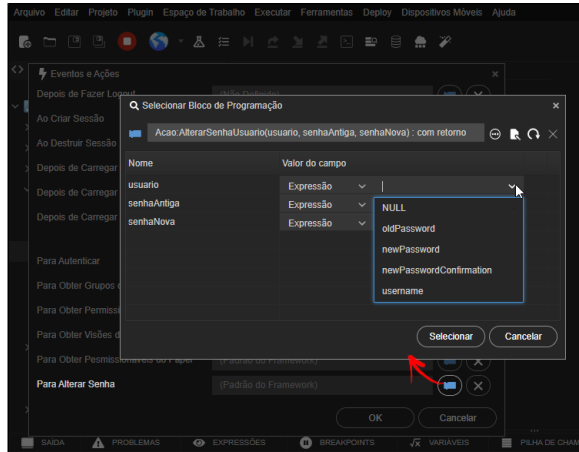 Arquivo Editar Projeto Plugin Espaço de Trabalho Executar Ferramentas Deploy Dispositivos Móveis Ajuda
Eventos e Ações
Depois de Fazer Logout (Não Definido)
Selecionar Bloco de Programação
Ao Criar Sessão
Acao:AlterarSenhaUsuario(usuario, senhaAntiga, senhaNova) : com retorno
Ao Destruir Sessão
Depois de Carregar
Nome Valor do campo
usuario Expressão
Depois de Carregar
senhaAntiga Expressão NULL
Depois de Carregar
senhaNova Expressão oldPassword
newPassword
Para Autenticar
newPasswordConfirmation
Para Obter Grupos
username
Para Obter Permiss
Para Obter Visões d
Selecionar Cancelar
Para Obter Pesmissionáveis do Papel (Padrão do Framework)
Para Alterar Senha (Padrão do Framework)
OK Cancelar
SAÍDA PROBLEMAS EXPRESSÕES BREAKPOINTS VARIÁVEIS PILHA DE CHAM